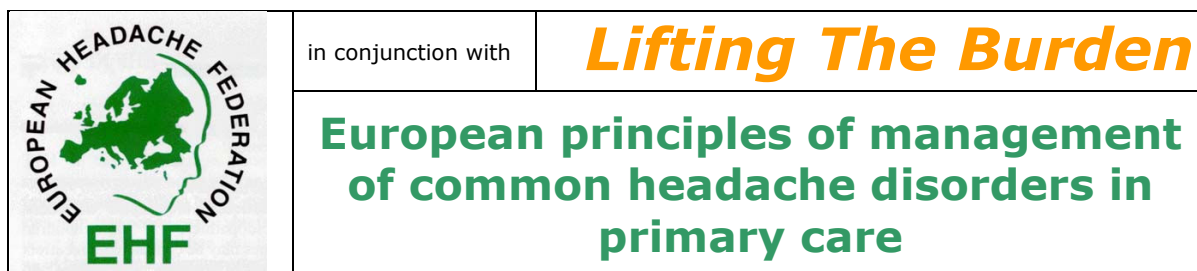 EUROPEAN HEADACHE FEDERATION
EHF
in conjunction with
Lifting The Burden
European principles of management
of common headache disorders in
primary care